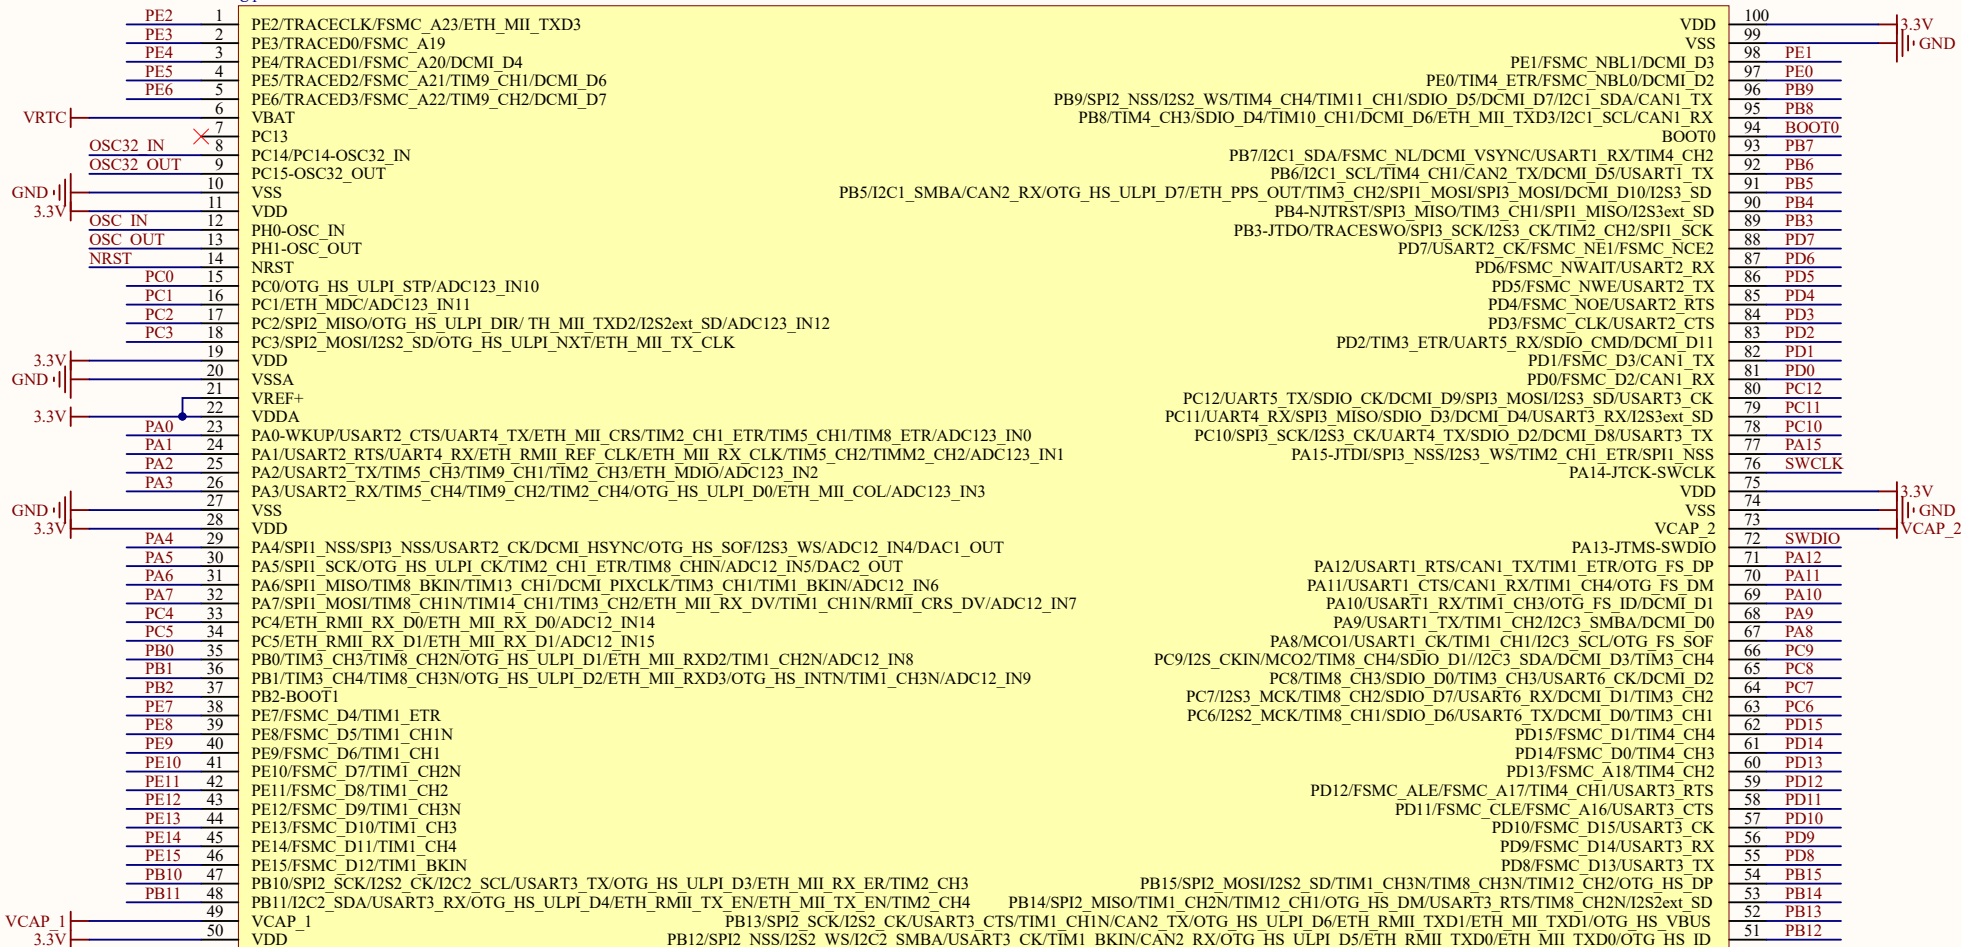 PE2 1 PE2/TRACECLK/FSMC_A23/ETH_MII_TXD3
PE3 2 PE3/TRACED0/FSMC_A19
PE4 3 PE4/TRACED1/FSMC_A20/DCMI_D4
PE5 4 PE5/TRACED2/FSMC_A21/TIM9_CH1/DCMI_D6
PE6 5 PE6/TRACED3/FSMC_A22/TIM9_CH2/DCMI_D7
VRTC 6 VBAT
7 PC13
OSC32_IN 8 PC14/PC14-OSC32_IN
OSC32_OUT 9 PC15-OSC32_OUT
GND 10 VSS
3.3V 11 VDD
OSC_IN 12 PH0-OSC_IN
OSC_OUT 13 PH1-OSC_OUT
NRST 14 NRST
PC0 15 PC0/OTG_HS_ULPI_STP/ADC123_IN10
PC1 16 PC1/ETH_MDC/ADC123_IN11
PC2 17 PC2/SPI2_MISO/OTG_HS_ULPI_DIR/ TH_MII_TXD2/I2S2ext_SD/ADC123_IN12
PC3 18 PC3/SPI2_MOSI/I2S2_SD/OTG_HS_ULPI_NXT/ETH_MII_TX_CLK
3.3V 19 VDD
GND 20 VSSA
21 VREF+
3.3V 22 VDDA
PA0 23 PA0-WKUP/USART2_CTS/UART4_TX/ETH_MII_CRS/TIM2_CH1_ETR/TIM5_CH1/TIM8_ETR/ADC123_IN0
PA1 24 PA1/USART2_RTS/UART4_RX/ETH_RMII_REF_CLK/ETH_MII_RX_CLK/TIM5_CH2/TIMM2_CH2/ADC123_IN1
PA2 25 PA2/USART2_TX/TIM5_CH3/TIM9_CH1/TIM2_CH3/ETH_MDIO/ADC123_IN2
PA3 26 PA3/USART2_RX/TIM5_CH4/TIM9_CH2/TIM2_CH4/OTG_HS_ULPI_D0/ETH_MII_COL/ADC123_IN3
GND 27 VSS
3.3V 28 VDD
PA4 29 PA4/SPI1_NSS/SPI3_NSS/USART2_CK/DCMI_HSYNC/OTG_HS_SOF/I2S3_WS/ADC12_IN4/DAC1_OUT
PA5 30 PA5/SPI1_SCK/OTG_HS_ULPI_CK/TIM2_CH1_ETR/TIM8_CHIN/ADC12_IN5/DAC2_OUT
PA6 31 PA6/SPI1_MISO/TIM8_BKIN/TIM13_CH1/DCMI_PIXCLK/TIM3_CH1/TIM1_BKIN/ADC12_IN6
PA7 32 PA7/SPI1_MOSI/TIM8_CH1N/TIM14_CH1/TIM3_CH2/ETH_MII_RX_DV/TIM1_CH1N/RMII_CRS_DV/ADC12_IN7
PC4 33 PC4/ETH_RMII_RX_D0/ETH_MII_RX_D0/ADC12_IN14
PC5 34 PC5/ETH_RMII_RX_D1/ETH_MII_RX_D1/ADC12_IN15
PB0 35 PB0/TIM3_CH3/TIM8_CH2N/OTG_HS_ULPI_D1/ETH_MII_RXD2/TIM1_CH2N/ADC12_IN8
PB1 36 PB1/TIM3_CH4/TIM8_CH3N/OTG_HS_ULPI_D2/ETH_MII_RXD3/OTG_HS_INTN/TIM1_CH3N/ADC12_IN9
PB2 37 PB2-BOOT1
PE7 38 PE7/FSMC_D4/TIM1_ETR
PE8 39 PE8/FSMC_D5/TIM1_CH1N
PE9 40 PE9/FSMC_D6/TIM1_CH1
PE10 41 PE10/FSMC_D7/TIM1_CH2N
PE11 42 PE11/FSMC_D8/TIM1_CH2
PE12 43 PE12/FSMC_D9/TIM1_CH3N
PE13 44 PE13/FSMC_D10/TIM1_CH3
PE14 45 PE14/FSMC_D11/TIM1_CH4
PE15 46 PE15/FSMC_D12/TIM1_BKIN
PB10 47 PB10/SPI2_SCK/I2S2_CK/I2C2_SCL/USART3_TX/OTG_HS_ULPI_D3/ETH_MII_RX_ER/TIM2_CH3
PB11 48 PB11/I2C2_SDA/USART3_RX/OTG_HS_ULPI_D4/ETH_RMII_TX_EN/ETH_MII_TX_EN/TIM2_CH4
VCAP_1 49 VCAP_1
3.3V 50 VDD
VDD 100 3.3V
VSS 99 GND
PE1/FSMC_NBL1/DCMI_D3 98 PE1
PE0/TIM4_ETR/FSMC_NBL0/DCMI_D2 97 PE0
PB9/SPI2_NSS/I2S2_WS/TIM4_CH4/TIM11_CH1/SDIO_D5/DCMI_D7/I2C1_SDA/CAN1_TX 96 PB9
PB8/TIM4_CH3/SDIO_D4/TIM10_CH1/DCMI_D6/ETH_MII_TXD3/I2C1_SCL/CAN1_RX 95 PB8
BOOT0 94 BOOT0
PB7/I2C1_SDA/FSMC_NL/DCMI_VSYNC/USART1_RX/TIM4_CH2 93 PB7
PB6/I2C1_SCL/TIM4_CH1/CAN2_TX/DCMI_D5/USART1_TX 92 PB6
PB5/I2C1_SMBA/CAN2_RX/OTG_HS_ULPI_D7/ETH_PPS_OUT/TIM3_CH2/SPI1_MOSI/SPI3_MOSI/DCMI_D10/I2S3_SD 91 PB5
PB4-NJTRST/SPI3_MISO/TIM3_CH1/SPI1_MISO/I2S3ext_SD 90 PB4
PB3-JTDO/TRACESWO/SPI3_SCK/I2S3_CK/TIM2_CH2/SPI1_SCK 89 PB3
PD7/USART2_CK/FSMC_NE1/FSMC_NCE2 88 PD7
PD6/FSMC_NWAIT/USART2_RX 87 PD6
PD5/FSMC_NWE/USART2_TX 86 PD5
PD4/FSMC_NOE/USART2_RTS 85 PD4
PD3/FSMC_CLK/USART2_CTS 84 PD3
PD2/TIM3_ETR/UART5_RX/SDIO_CMD/DCMI_D11 83 PD2
PD1/FSMC_D3/CAN1_TX 82 PD1
PD0/FSMC_D2/CAN1_RX 81 PD0
PC12/UART5_TX/SDIO_CK/DCMI_D9/SPI3_MOSI/I2S3_SD/USART3_CK 80 PC12
PC11/UART4_RX/SPI3_MISO/SDIO_D3/DCMI_D4/USART3_RX/I2S3ext_SD 79 PC11
PC10/SPI3_SCK/I2S3_CK/UART4_TX/SDIO_D2/DCMI_D8/USART3_TX 78 PC10
PA15-JTDI/SPI3_NSS/I2S3_WS/TIM2_CH1_ETR/SPI1_NSS 77 PA15
PA14-JTCK-SWCLK 76 SWCLK
VDD 75 3.3V
VSS 74 GND
VCAP_2 73 VCAP_2
PA13-JTMS-SWDIO 72 SWDIO
PA12/USART1_RTS/CAN1_TX/TIM1_ETR/OTG_FS_DP 71 PA12
PA11/USART1_CTS/CAN1_RX/TIM1_CH4/OTG_FS_DM 70 PA11
PA10/USART1_RX/TIM1_CH3/OTG_FS_ID/DCMI_D1 69 PA10
PA9/USART1_TX/TIM1_CH2/I2C3_SMBA/DCMI_D0 68 PA9
PA8/MCO1/USART1_CK/TIM1_CH1/I2C3_SCL/OTG_FS_SOF 67 PA8
PC9/I2S_CKIN/MCO2/TIM8_CH4/SDIO_D1//I2C3_SDA/DCMI_D3/TIM3_CH4 66 PC9
PC8/TIM8_CH3/SDIO_D0/TIM3_CH3/USART6_CK/DCMI_D2 65 PC8
PC7/I2S3_MCK/TIM8_CH2/SDIO_D7/USART6_RX/DCMI_D1/TIM3_CH2 64 PC7
PC6/I2S2_MCK/TIM8_CH1/SDIO_D6/USART6_TX/DCMI_D0/TIM3_CH1 63 PC6
PD15/FSMC_D1/TIM4_CH4 62 PD15
PD14/FSMC_D0/TIM4_CH3 61 PD14
PD13/FSMC_A18/TIM4_CH2 60 PD13
PD12/FSMC_ALE/FSMC_A17/TIM4_CH1/USART3_RTS 59 PD12
PD11/FSMC_CLE/FSMC_A16/USART3_CTS 58 PD11
PD10/FSMC_D15/USART3_CK 57 PD10
PD9/FSMC_D14/USART3_RX 56 PD9
PD8/FSMC_D13/USART3_TX 55 PD8
PB15/SPI2_MOSI/I2S2_SD/TIM1_CH3N/TIM8_CH3N/TIM12_CH2/OTG_HS_DP 54 PB15
PB14/SPI2_MISO/TIM1_CH2N/TIM12_CH1/OTG_HS_DM/USART3_RTS/TIM8_CH2N/I2S2ext_SD 53 PB14
PB13/SPI2_SCK/I2S2_CK/USART3_CTS/TIM1_CH1N/CAN2_TX/OTG_HS_ULPI_D6/ETH_RMII_TXD1/ETH_MII_TXD1/OTG_HS_VBUS 52 PB13
PB12/SPI2_NSS/I2S2_WS/I2C2_SMBA/USART3_CK/TIM1_BKIN/CAN2_RX/OTG_HS_ULPI_D5/ETH_RMII_TXD0/ETH_MII_TXD0/OTG_HS_ID 51 PB12